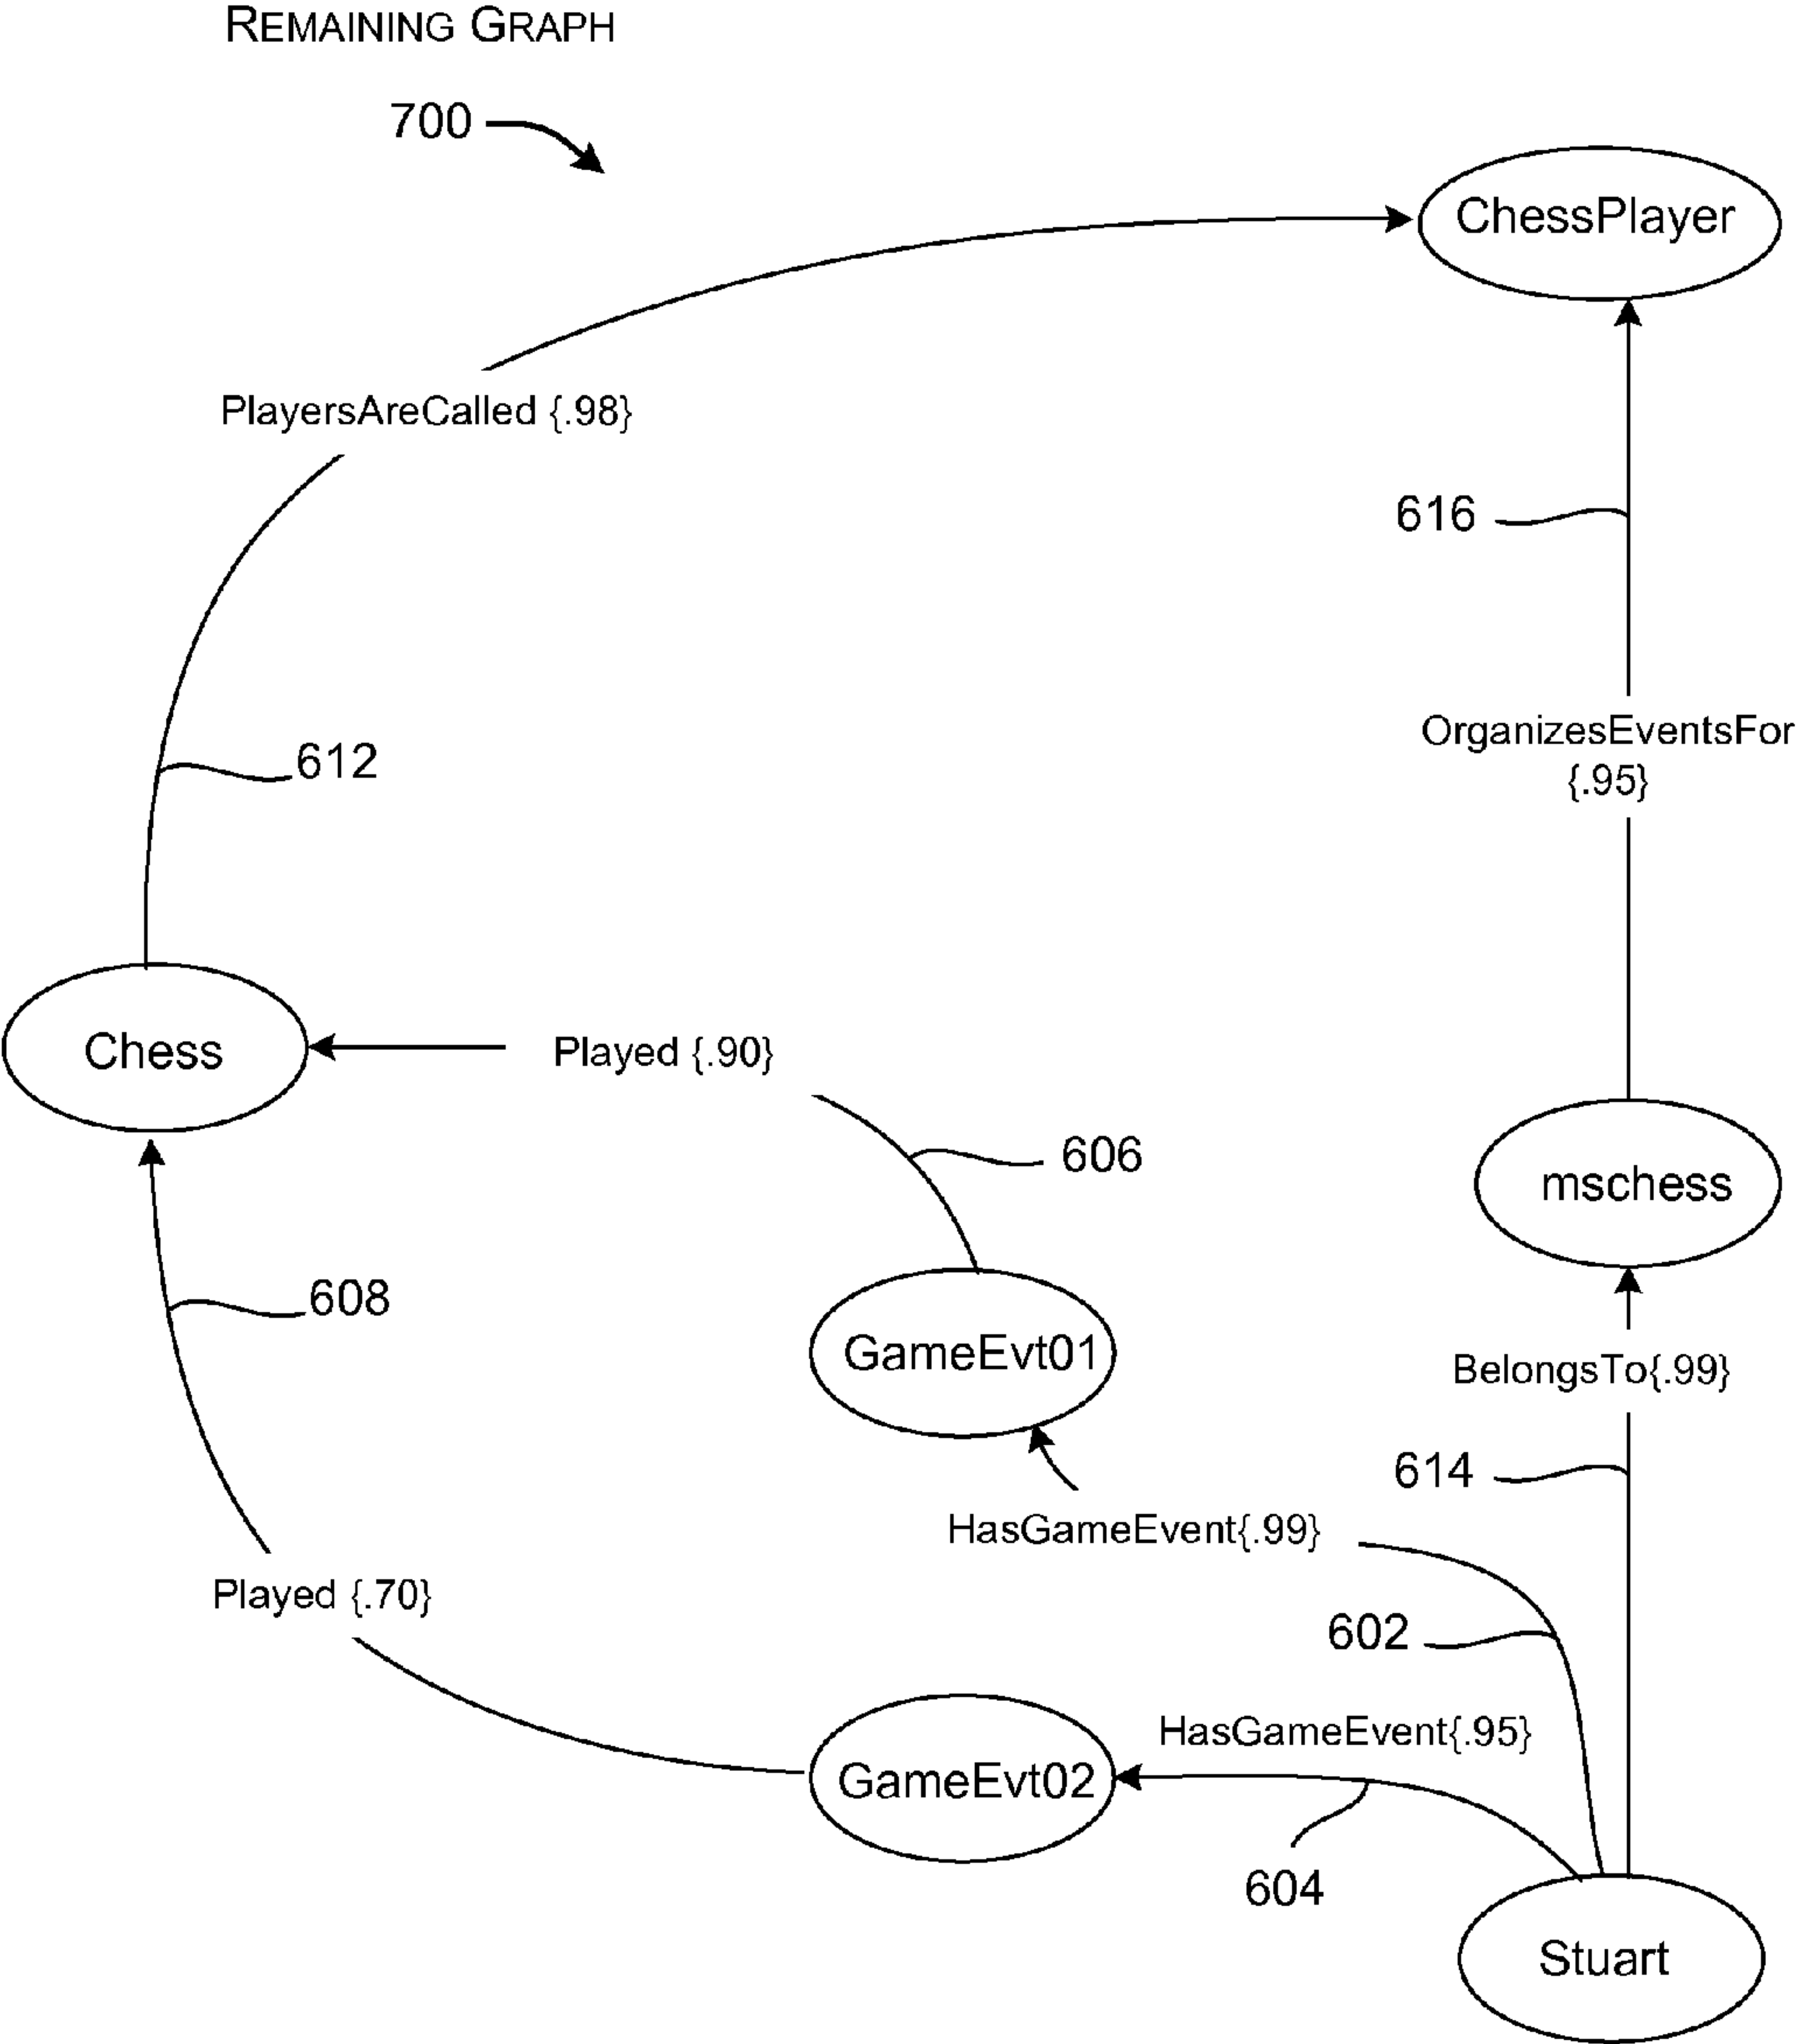 REMAINING GRAPH
700
ChessPlayer
PlayersAreCalled {.98}
616
OrganizesEventsFor
{.95}
612
Chess
Played {.90}
606
mschess
608
GameEvt01
BelongsTo{.99}
614
HasGameEvent{.99}
Played {.70}
602
HasGameEvent{.95}
GameEvt02
604
Stuart